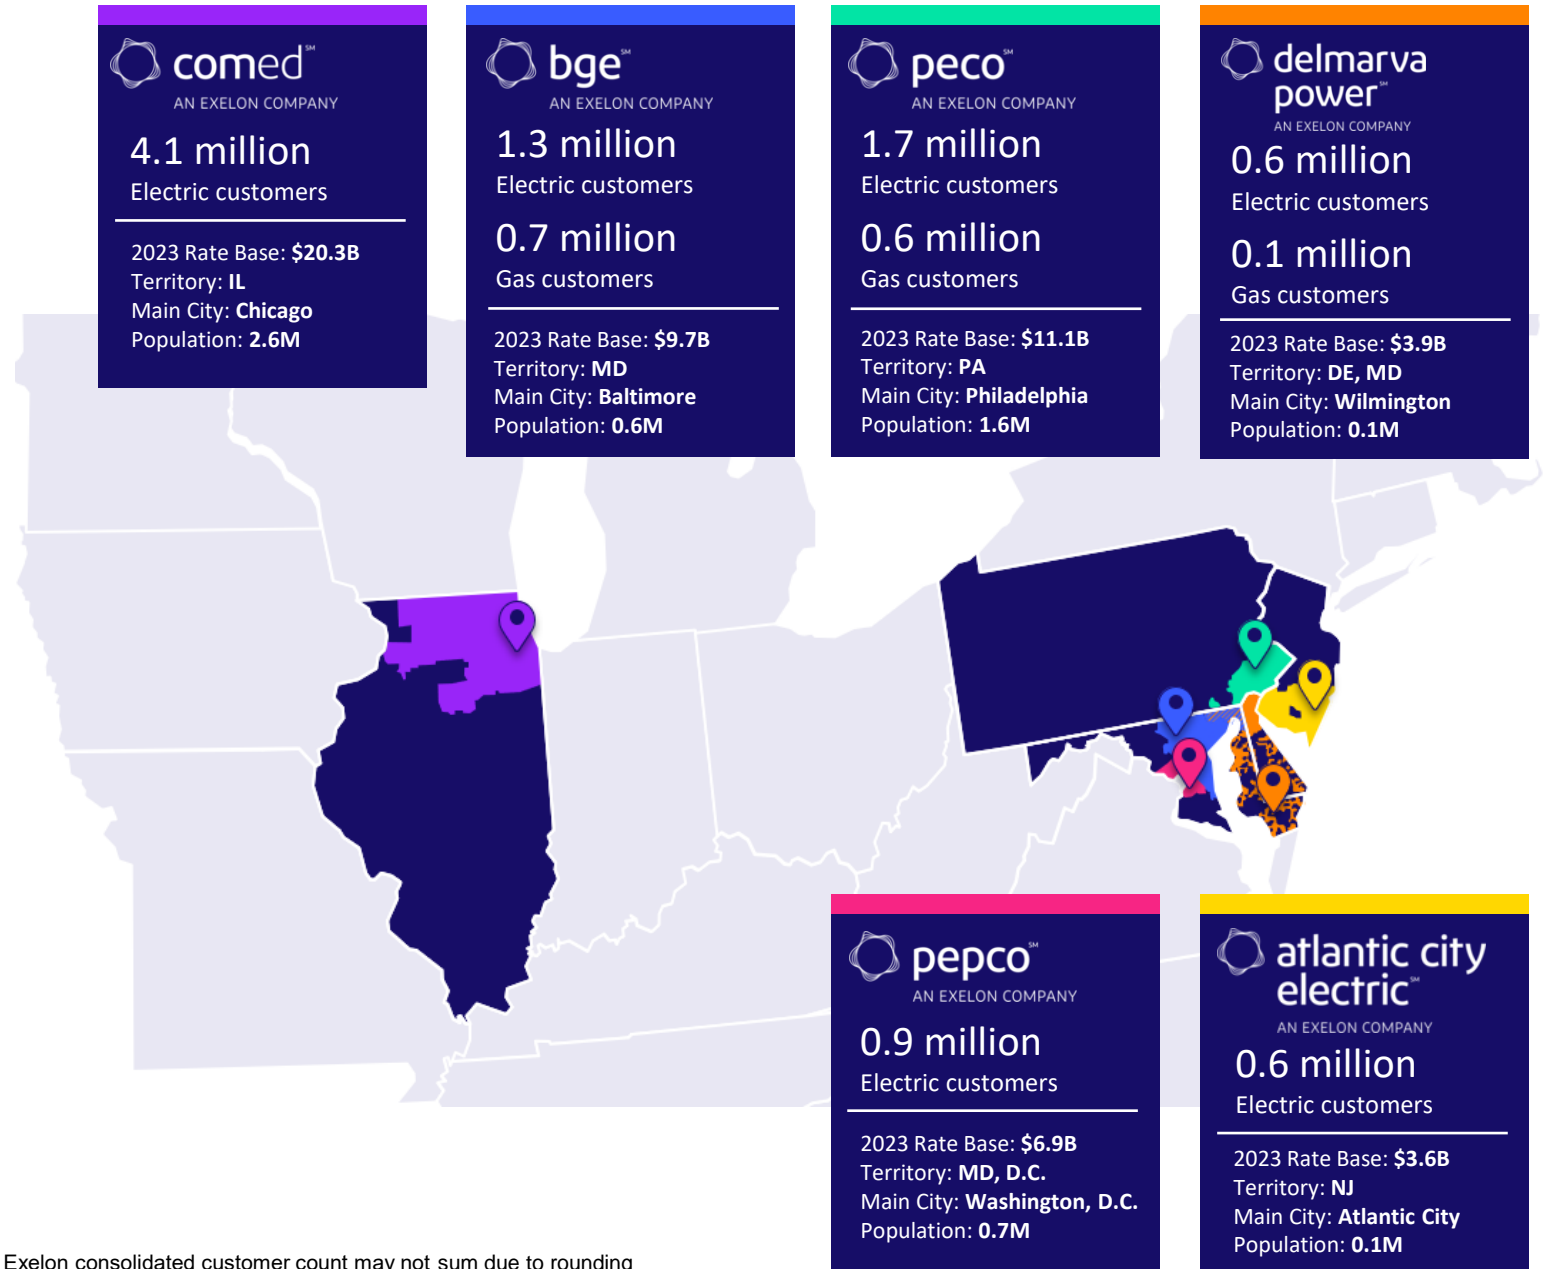 comed℠
AN EXELON COMPANY
4.1 million
Electric customers
2023 Rate Base: $20.3B
Territory: IL
Main City: Chicago
Population: 2.6M
bge℠
AN EXELON COMPANY
1.3 million
Electric customers
0.7 million
Gas customers
2023 Rate Base: $9.7B
Territory: MD
Main City: Baltimore
Population: 0.6M
peco℠
AN EXELON COMPANY
1.7 million
Electric customers
0.6 million
Gas customers
2023 Rate Base: $11.1B
Territory: PA
Main City: Philadelphia
Population: 1.6M
delmarva
power℠
AN EXELON COMPANY
0.6 million
Electric customers
0.1 million
Gas customers
2023 Rate Base: $3.9B
Territory: DE, MD
Main City: Wilmington
Population: 0.1M
pepco℠
AN EXELON COMPANY
0.9 million
Electric customers
2023 Rate Base: $6.9B
Territory: MD, D.C.
Main City: Washington, D.C.
Population: 0.7M
atlantic city
electric℠
AN EXELON COMPANY
0.6 million
Electric customers
2023 Rate Base: $3.6B
Territory: NJ
Main City: Atlantic City
Population: 0.1M
Exelon consolidated customer count may not sum due to rounding